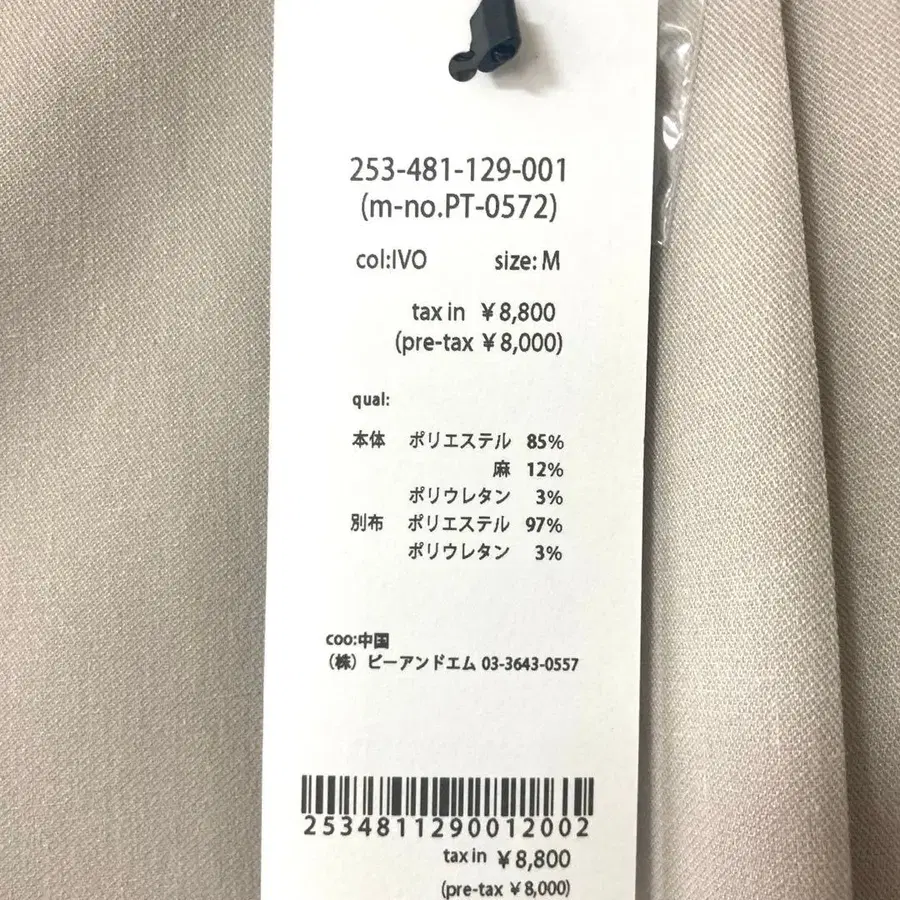 253-481-129-001
(m-no.PT-0572)
col:IVO size: M
tax in ¥8,800
(pre-tax ¥8,000)
qual:
本体 ポリエステル 85%
麻 12%
ポリウレタン 3%
別布 ポリエステル 97%
ポリウレタン 3%
coo:中国
（株）ビーアンドエム 03-3643-0557
2534811290012002
tax in ¥8,800
(pre-tax ¥8,000)